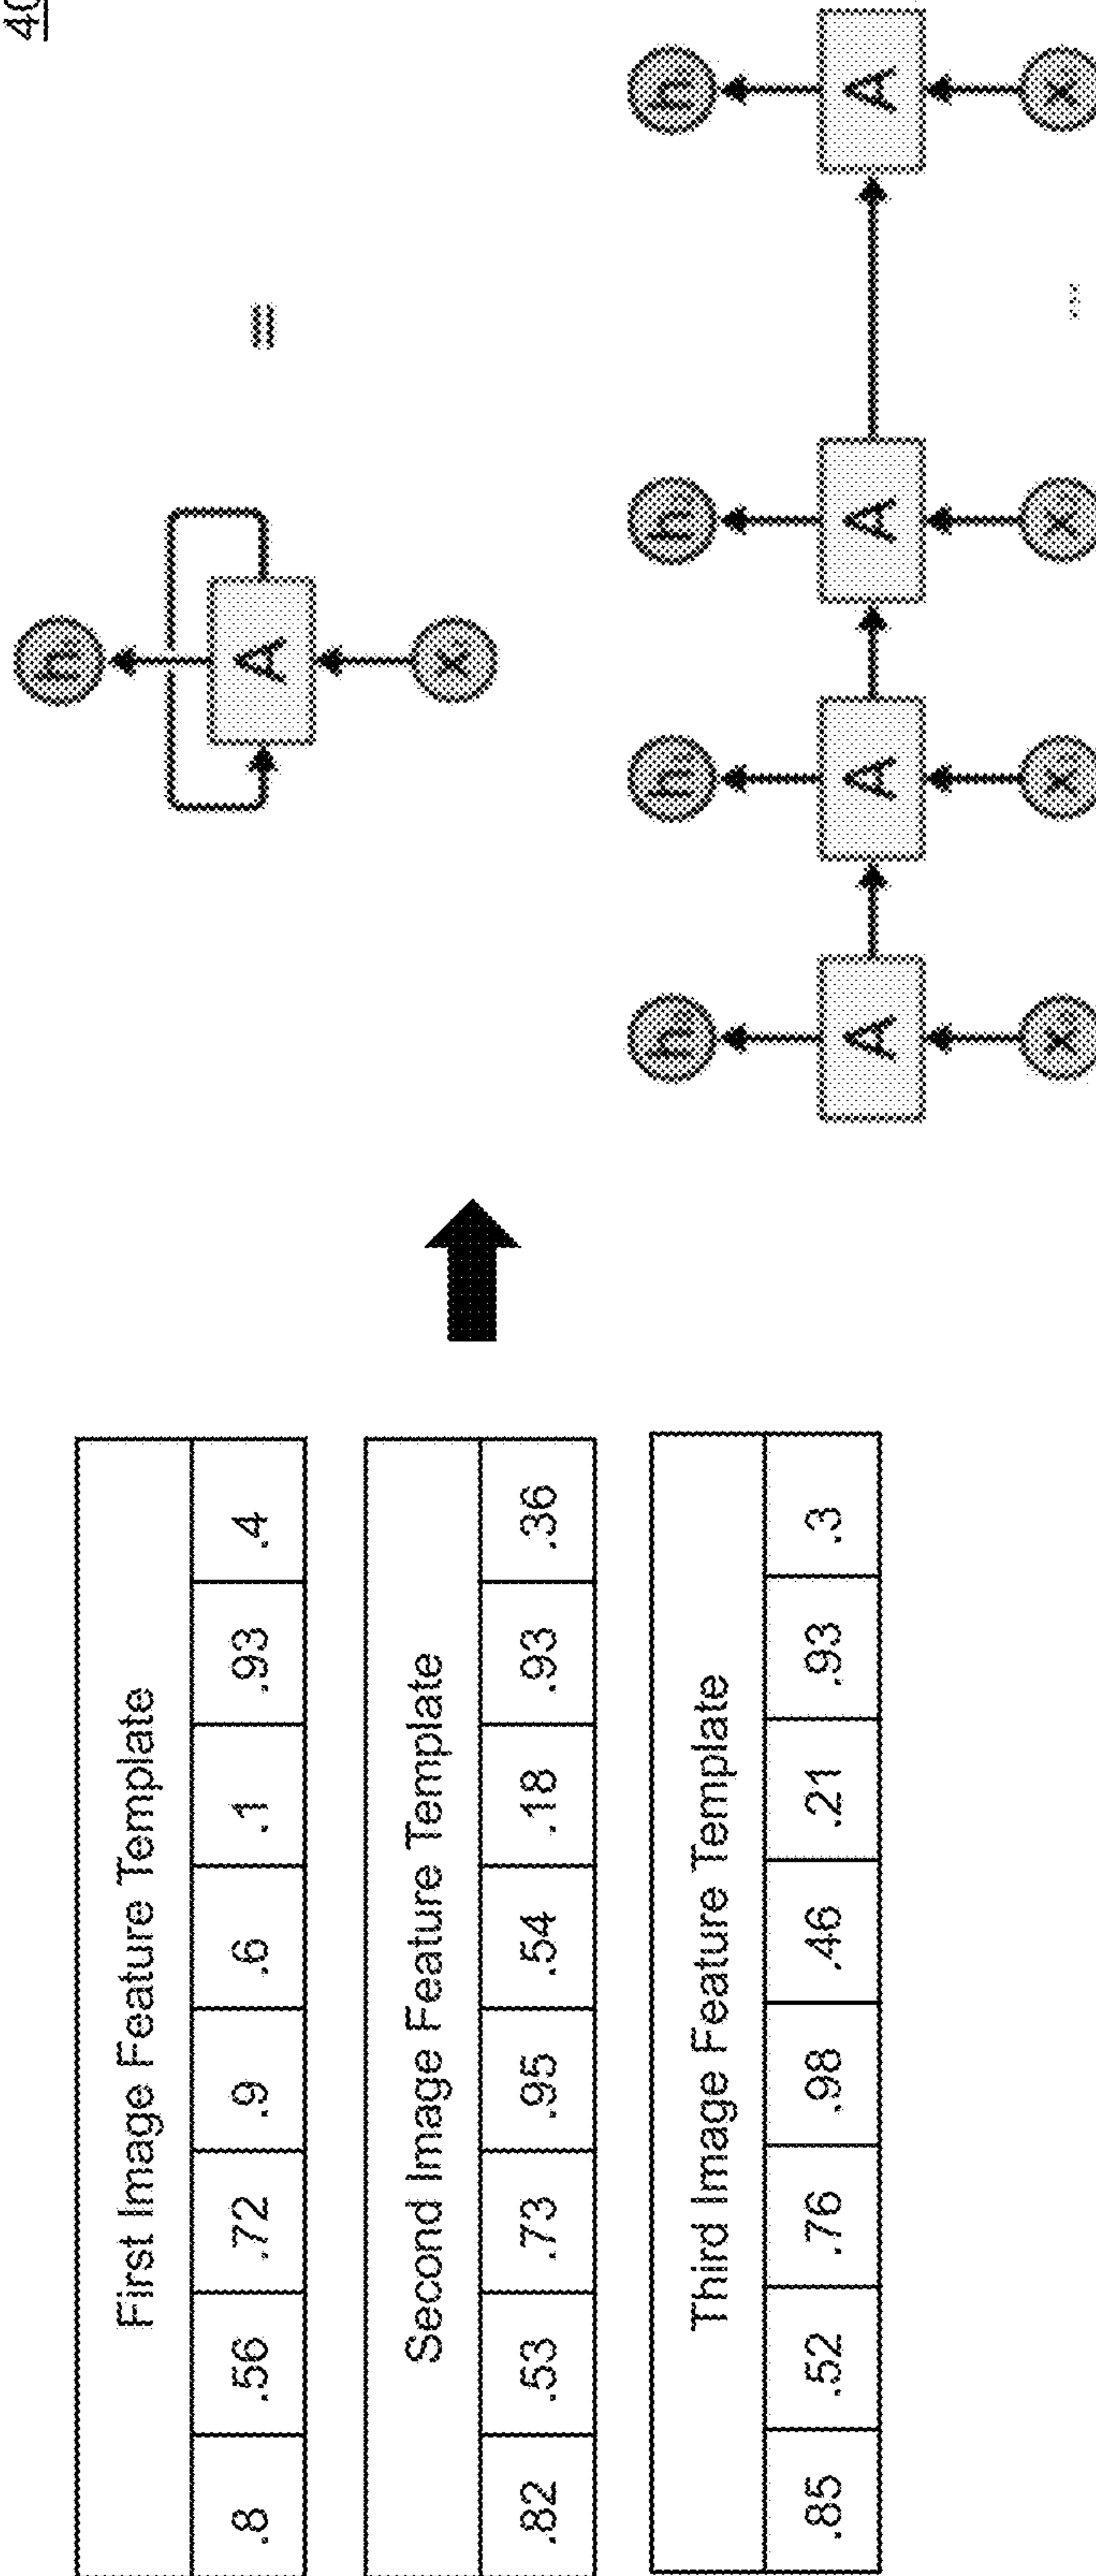 40
First Image Feature Template
.8 .56 .72 .9 .6 .1 .93 .4
Second Image Feature Template
.82 .53 .73 .95 .54 .18 .93 .36
Third Image Feature Template
.85 .52 .76 .98 .46 .21 .93 .3
h
A
x
=
h h h h
A A A A
x x x ... x